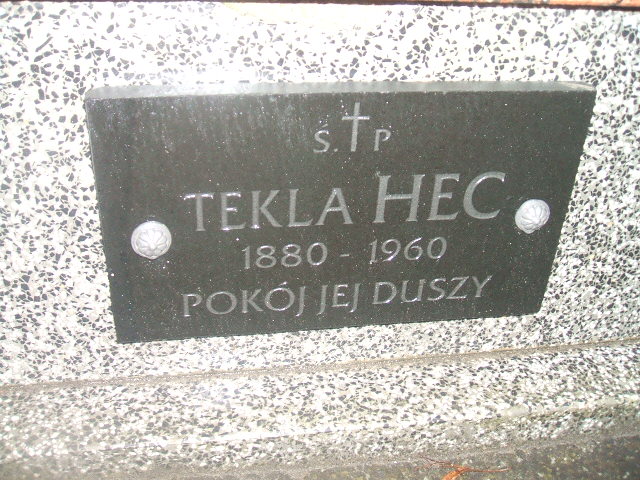 S.†P
TEKLA HEC
1880 - 1960
POKÓJ JEJ DUSZY